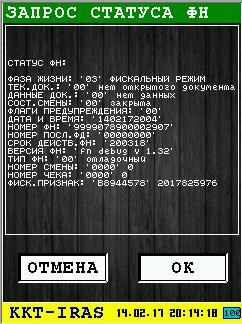 ЗАПРОС СТАТУСА ФН
СТАТУС ФН:
ФАЗА ЖИЗНИ: '03' ФИСКАЛЬНЫЙ РЕЖИМ
ТЕК.ДОК.: '00' нет открытого документа
ДАННЫЕ ДОК.: '00' нет данных
СОСТ.СМЕНЫ: '00' закрыта
ФЛАГИ ПРЕДУПРЕЖДЕНИЯ: '00'
ДАТА И ВРЕМЯ: '1402172004'
НОМЕР ФН: '9999078900002907'
НОМЕР ПОСЛ.ФД: '00000'
СРОК ДЕЙСТВ.ФН: '200318'
ВЕРСИЯ ФН: 'fn debug v 1.32'
ТИП ФН: '00' отладочный
НОМЕР СМЕНЫ: '0000' 0
НОМЕР ЧЕКА: '0000' 0
ФИСК.ПРИЗНАК: 'B8944578' 2017825976
ОТМЕНА
ОК
KKT-IRAS
14.02.17 20:14:18
100